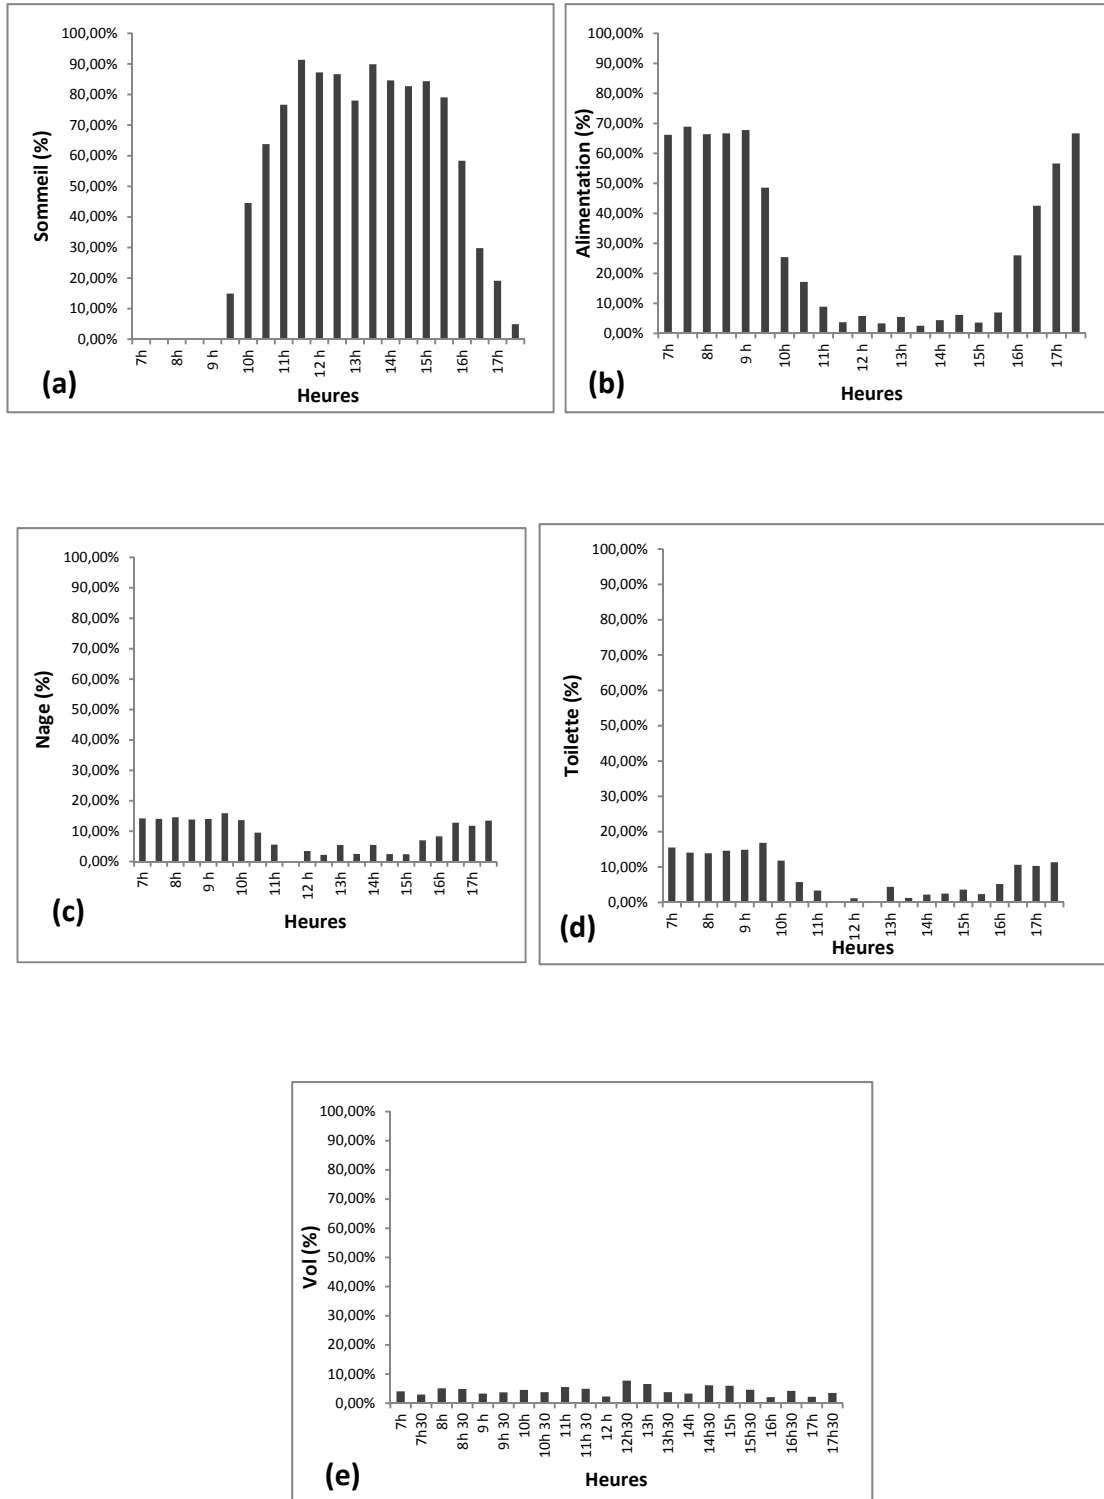 100,00%
90,00%
80,00%
70,00%
60,00%
50,00%
40,00%
30,00%
20,00%
10,00%
0,00%
Sommeil (%)
7h
8h
9 h
10h
11h
12 h
13h
14h
15h
16h
17h
Heures
(a)
100,00%
90,00%
80,00%
70,00%
60,00%
50,00%
40,00%
30,00%
20,00%
10,00%
0,00%
Alimentation (%)
7h
8h
9 h
10h
11h
12 h
13h
14h
15h
16h
17h
Heures
(b)
100,00%
90,00%
80,00%
70,00%
60,00%
50,00%
40,00%
30,00%
20,00%
10,00%
0,00%
Nage (%)
7h
8h
9 h
10h
11h
12 h
13h
14h
15h
16h
17h
Heures
(c)
100,00%
90,00%
80,00%
70,00%
60,00%
50,00%
40,00%
30,00%
20,00%
10,00%
0,00%
Toilette (%)
7h
8h
9 h
10h
11h
12 h
13h
14h
15h
16h
17h
Heures
(d)
100,00%
90,00%
80,00%
70,00%
60,00%
50,00%
40,00%
30,00%
20,00%
10,00%
0,00%
Vol (%)
7h
7h30
8h
8h 30
9 h
9h 30
10h
10h 30
11h
11h 30
12 h
12h30
13h
13h30
14h
14h30
15h
15h30
16h
16h30
17h
17h30
Heures
(e)